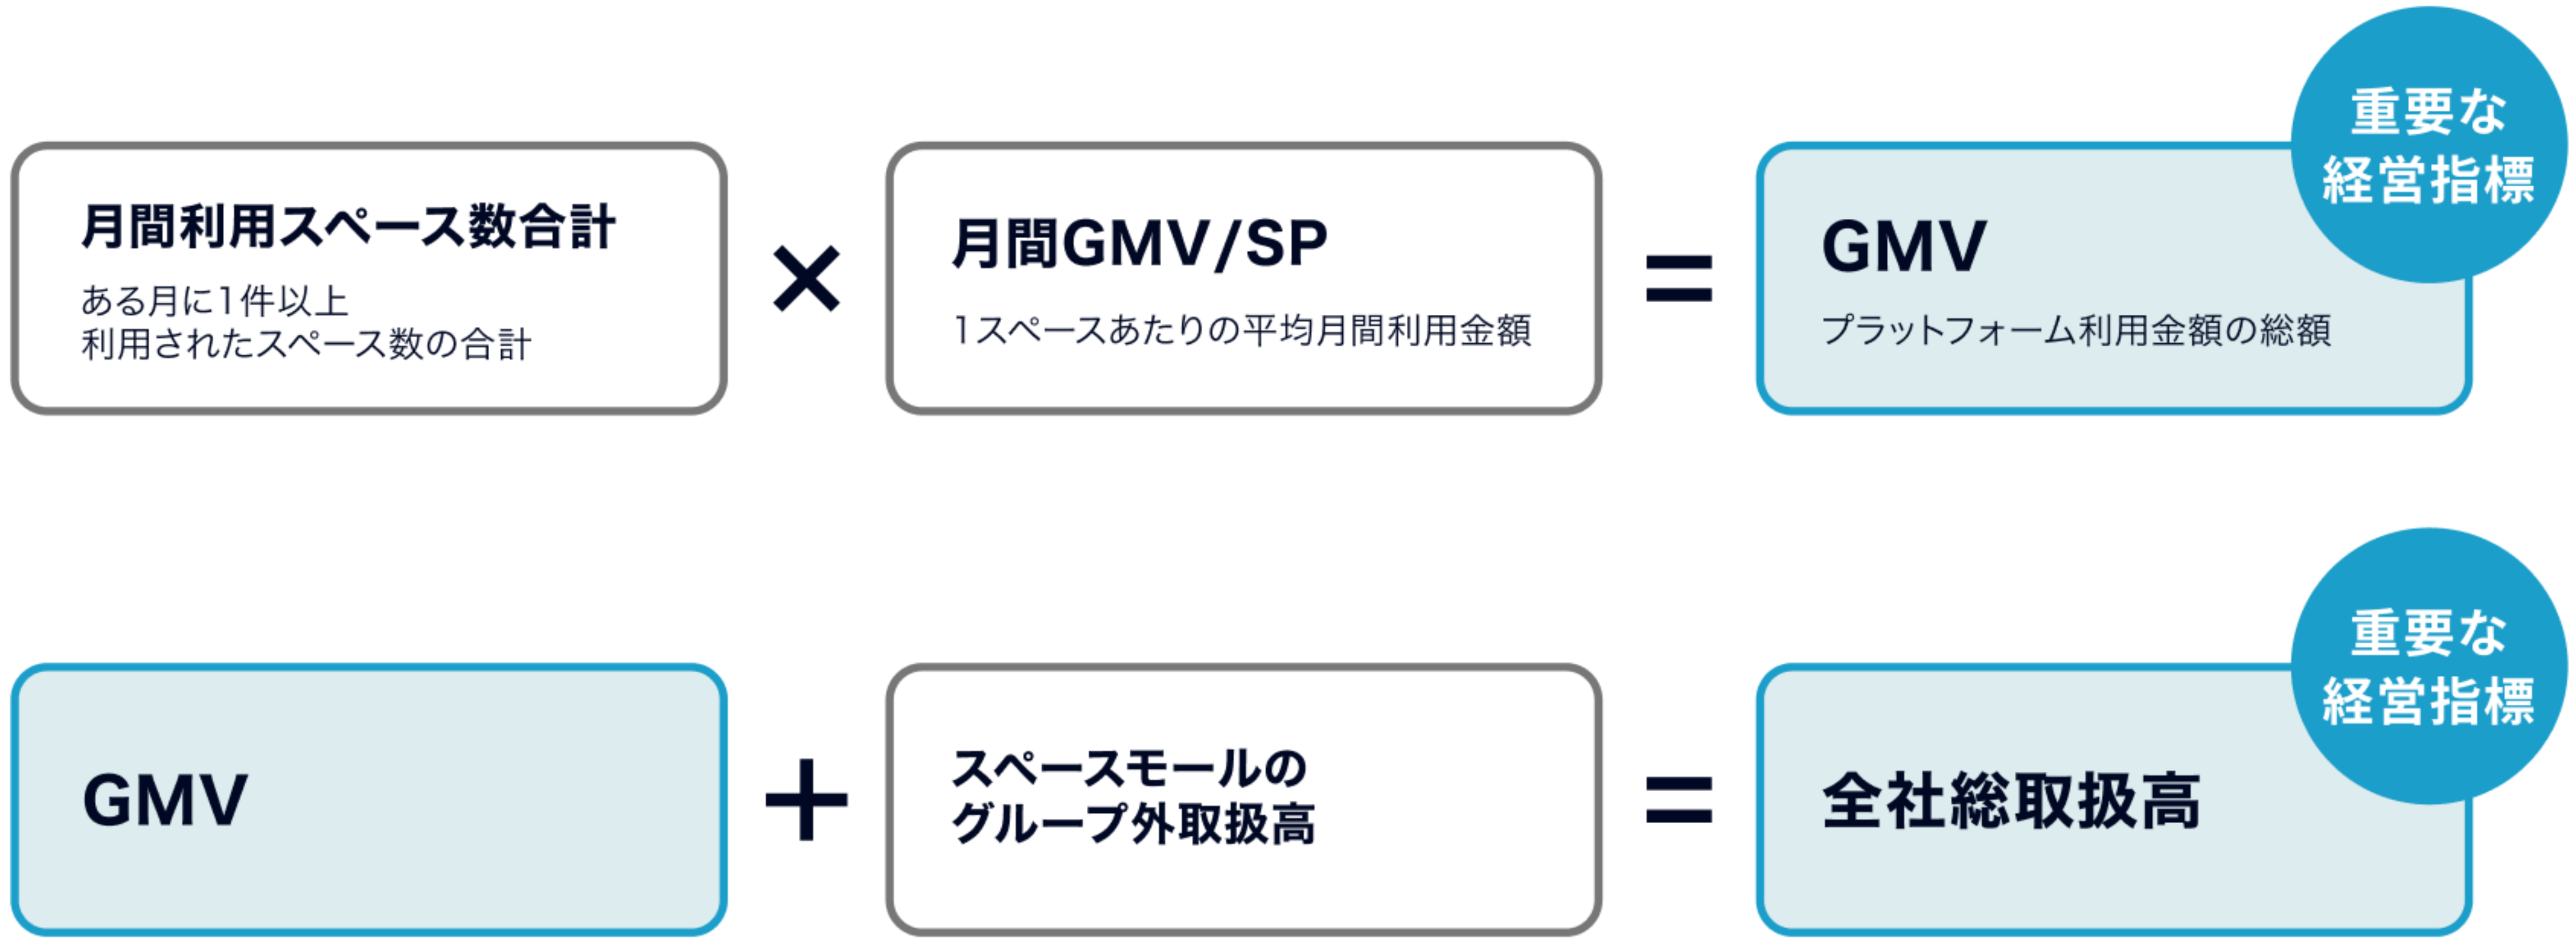 重要な
経営指標
月間利用スペース数合計
ある月に1件以上
利用されたスペース数の合計
×
月間GMV/SP
1スペースあたりの平均月間利用金額
=
GMV
プラットフォーム利用金額の総額
重要な
経営指標
GMV
+
スペースモールの
グループ外取扱高
=
全社総取扱高